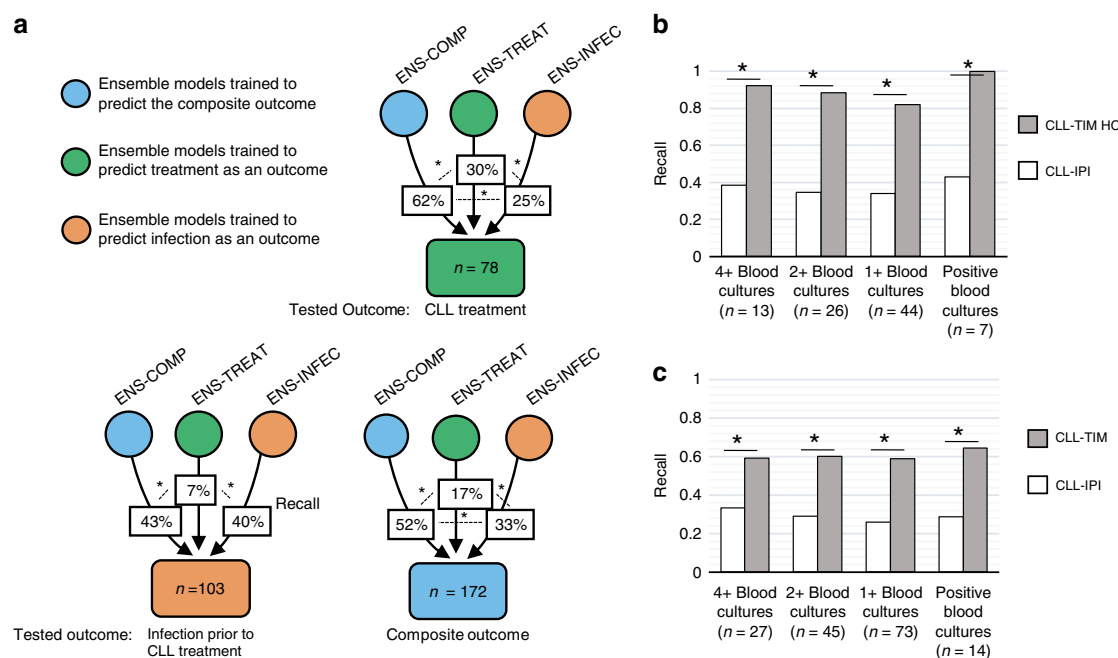 a
Ensemble models trained to
predict the composite outcome
Ensemble models trained to
predict treatment as an outcome
Ensemble models trained to
predict infection as an outcome
ENS-COMP
ENS-TREAT
ENS-INFEC
*
*
30%
*
62%
25%
n = 78
Tested Outcome: CLL treatment
ENS-COMP
ENS-TREAT
ENS-INFEC
*
*
7%
Recall
43%
40%
n =103
Tested outcome: Infection prior to
CLL treatment
ENS-COMP
ENS-TREAT
ENS-INFEC
*
*
17%
*
52%
33%
n = 172
Composite outcome
b
1
0.8
0.6
0.4
0.2
0
Recall
*
*
*
*
CLL-TIM HC
CLL-IPI
4+ Blood
cultures
(n = 13)
2+ Blood
cultures
(n = 26)
1+ Blood
cultures
(n = 44)
Positive
blood
cultures
(n = 7)
c
1
0.8
0.6
0.4
0.2
0
Recall
*
*
*
*
CLL-TIM
CLL-IPI
4+ Blood
cultures
(n = 27)
2+ Blood
cultures
(n = 45)
1+ Blood
cultures
(n = 73)
Positive
blood
cultures
(n = 14)